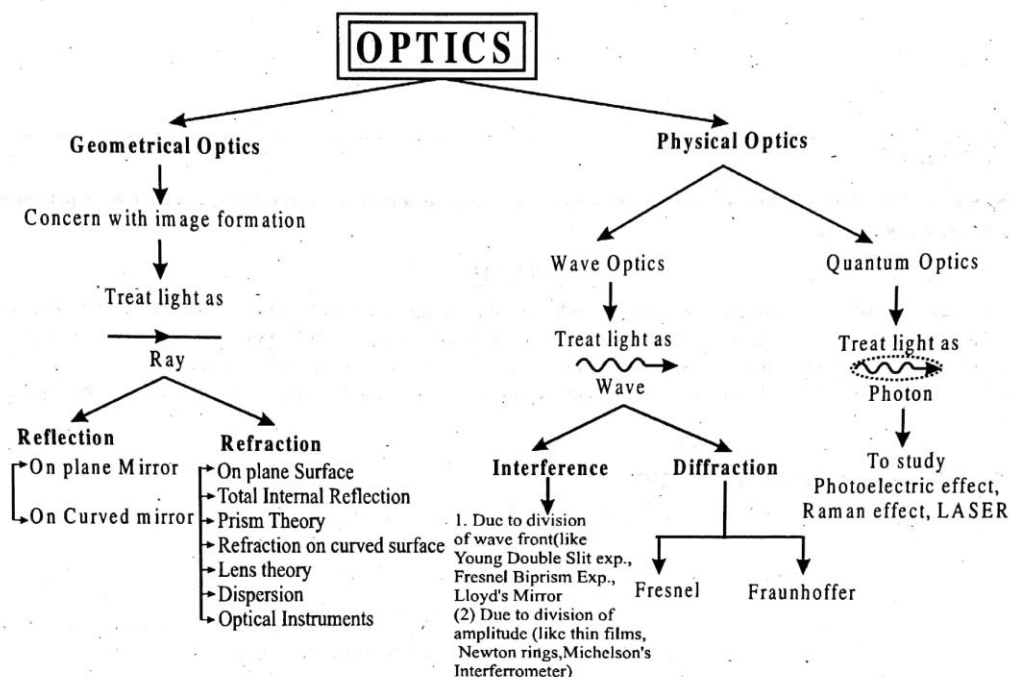 OPTICS
Geometrical Optics
Physical Optics
Concern with image formation
Wave Optics
Quantum Optics
Treat light as
Ray
Treat light as
Wave
Treat light as
Photon
Reflection
On plane Mirror
On Curved mirror
Refraction
On plane Surface
Total Internal Reflection
Prism Theory
Refraction on curved surface
Lens theory
Dispersion
Optical Instruments
Interference
1. Due to division
of wave front(like
Young Double Slit exp.,
Fresnel Biprism Exp.,
Lloyd's Mirror
(2) Due to division of
amplitude (like thin films,
Newton rings,Michelson's
Interferrometer)
Diffraction
Fresnel
Fraunhoffer
To study
Photoelectric effect,
Raman effect, LASER